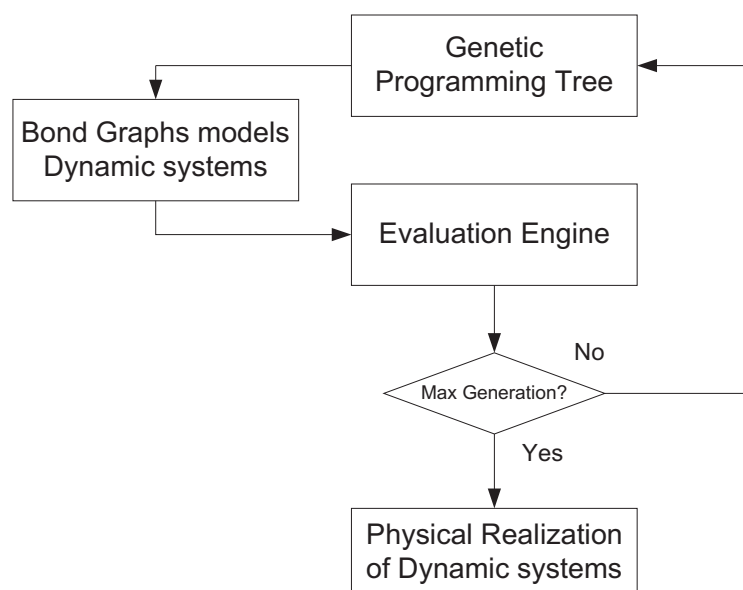 Genetic
Programming Tree
Bond Graphs models
Dynamic systems
Evaluation Engine
No
Max Generation?
Yes
Physical Realization
of Dynamic systems